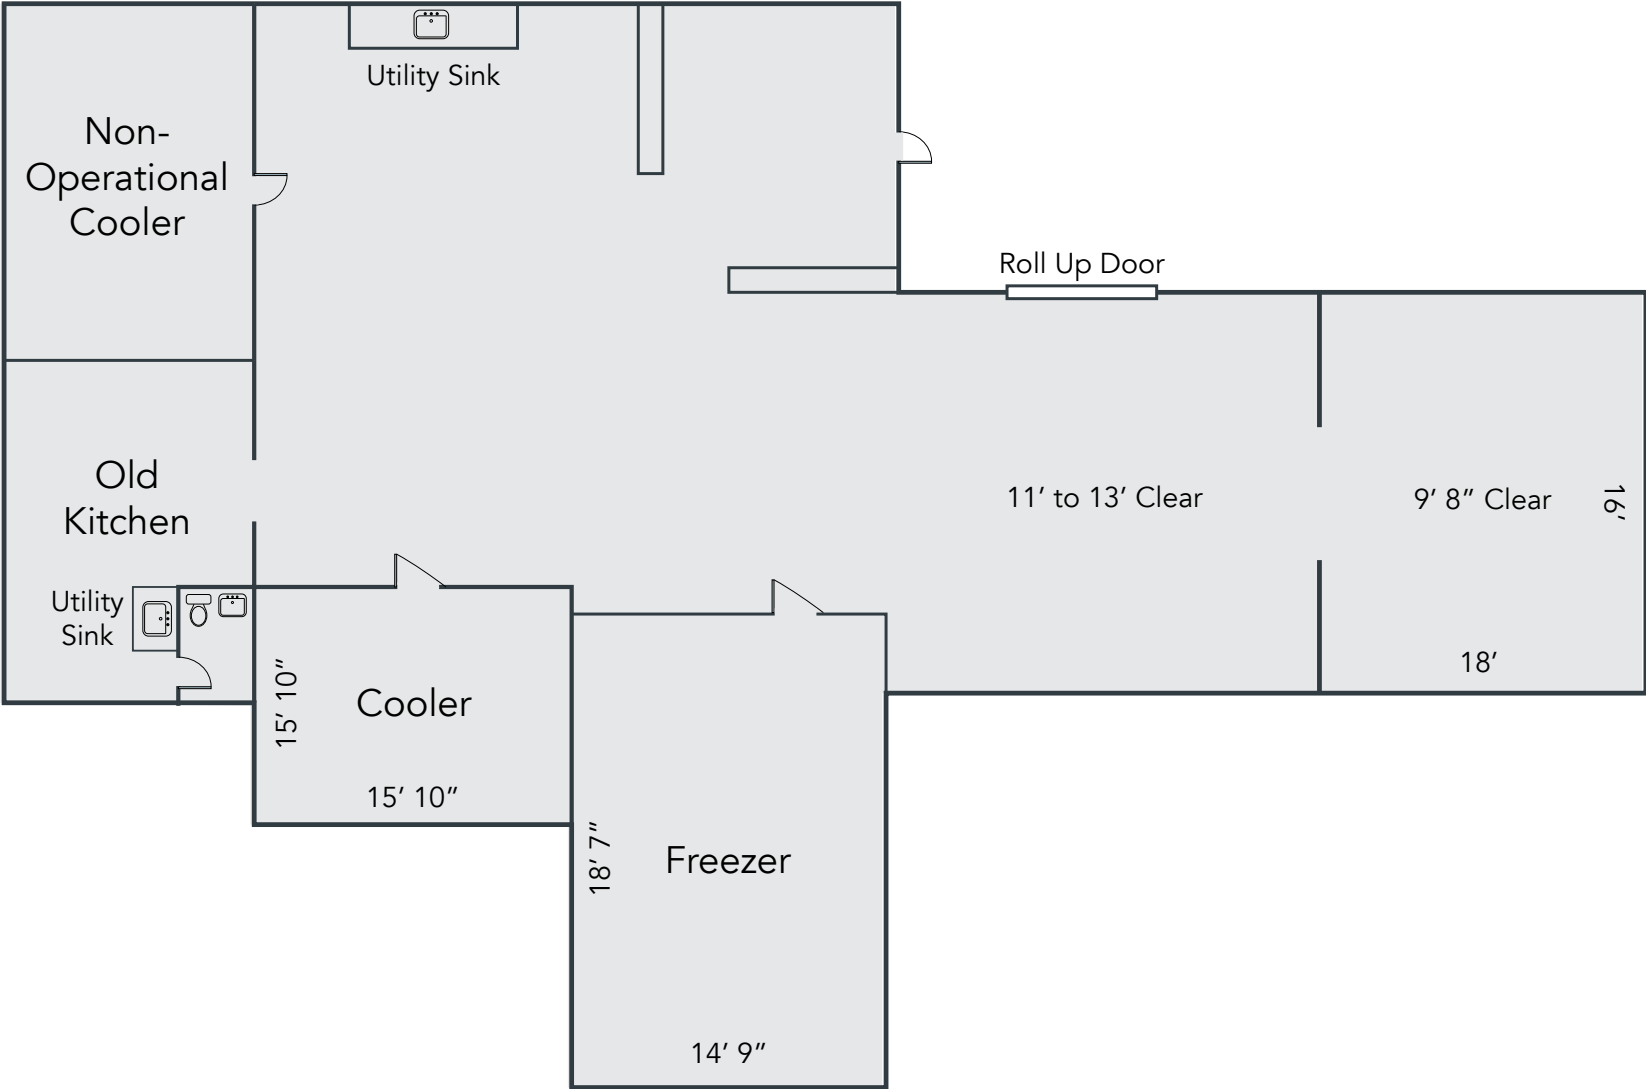 Utility Sink
Non-
Operational
Cooler
Roll Up Door
Old
Kitchen
11’ to 13’ Clear
9’ 8” Clear
16’
Utility
Sink
15’ 10”
Cooler
15’ 10”
18’
18’ 7”
Freezer
14’ 9”